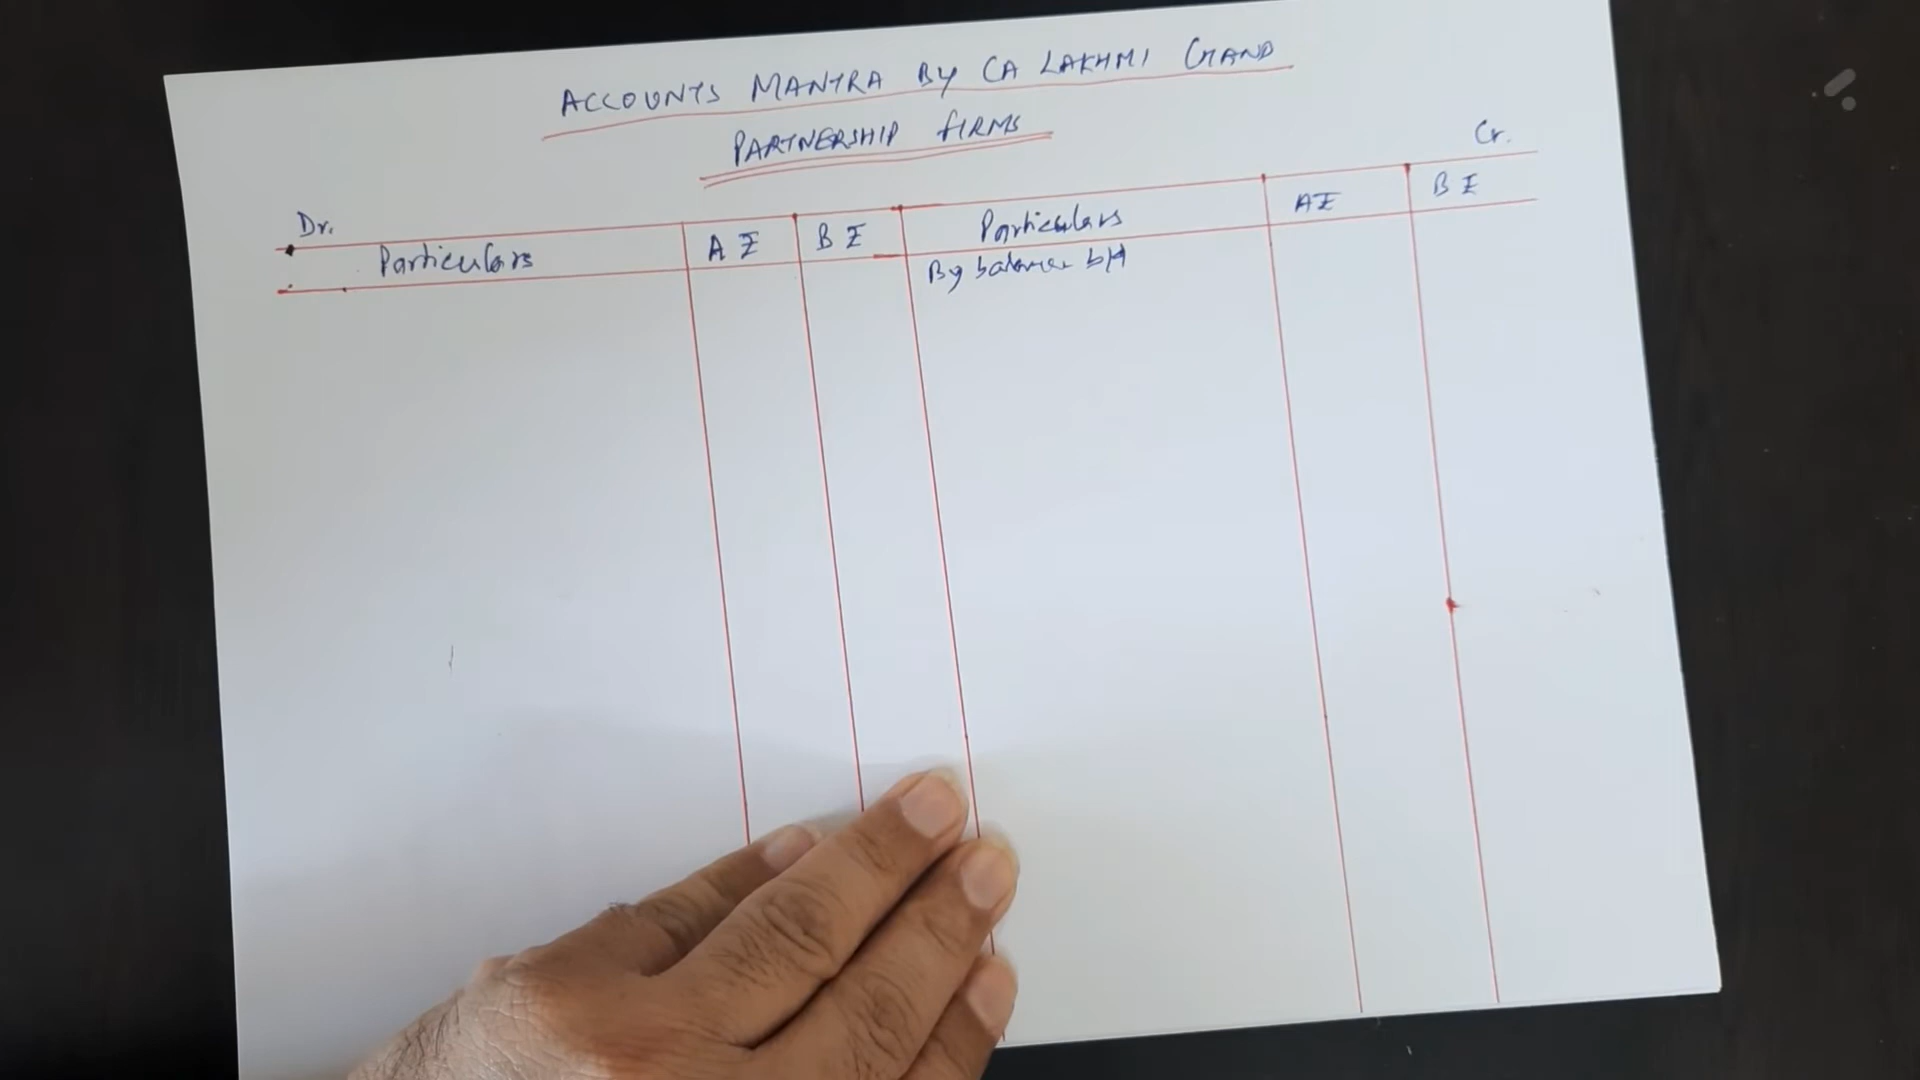 ACCOUNTS MANTRA BY CA LAKHMI CHAND
PARTNERSHIP FIRMS
Dr. Cr.
Particulars A ₹ B ₹ Particulars A ₹ B ₹
By balance b/d